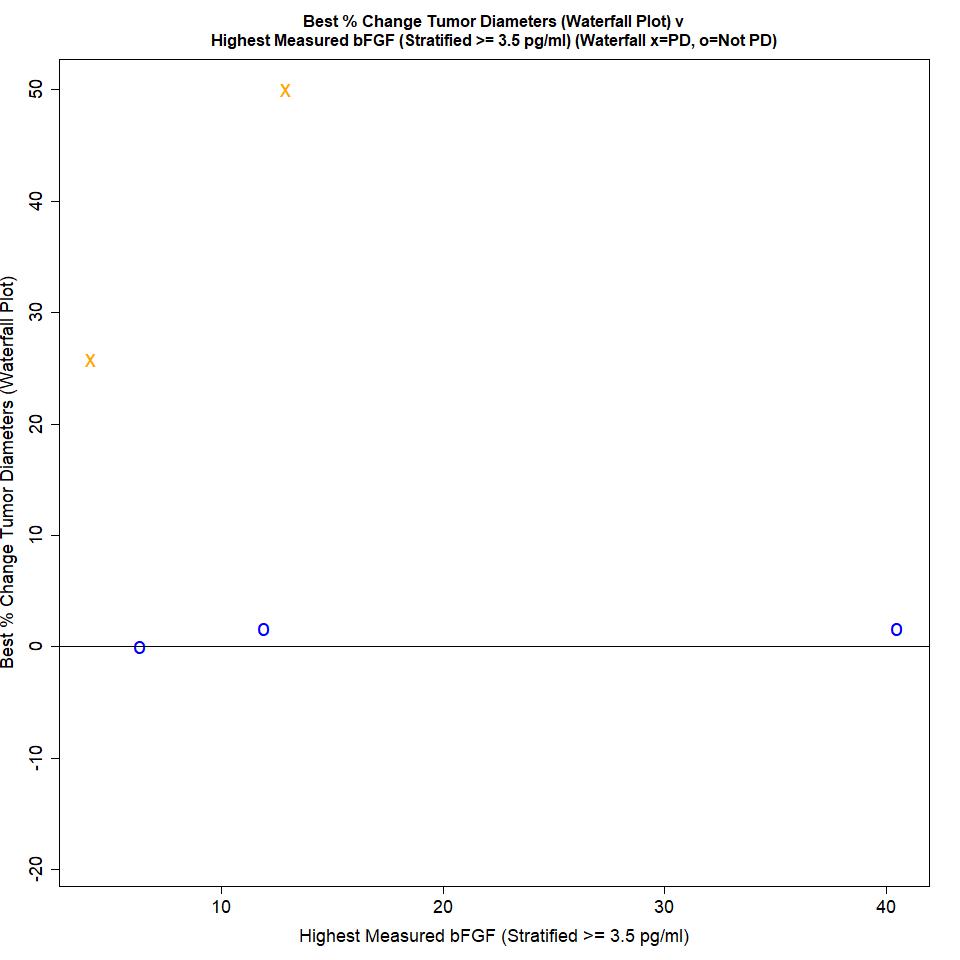 Best % Change Tumor Diameters (Waterfall Plot) v
Highest Measured bFGF (Stratified >= 3.5 pg/ml) (Waterfall x=PD, o=Not PD)
Best % Change Tumor Diameters (Waterfall Plot)
50
40
30
20
10
0
-10
-20
X
X
O
O
O
10
20
30
40
Highest Measured bFGF (Stratified >= 3.5 pg/ml)